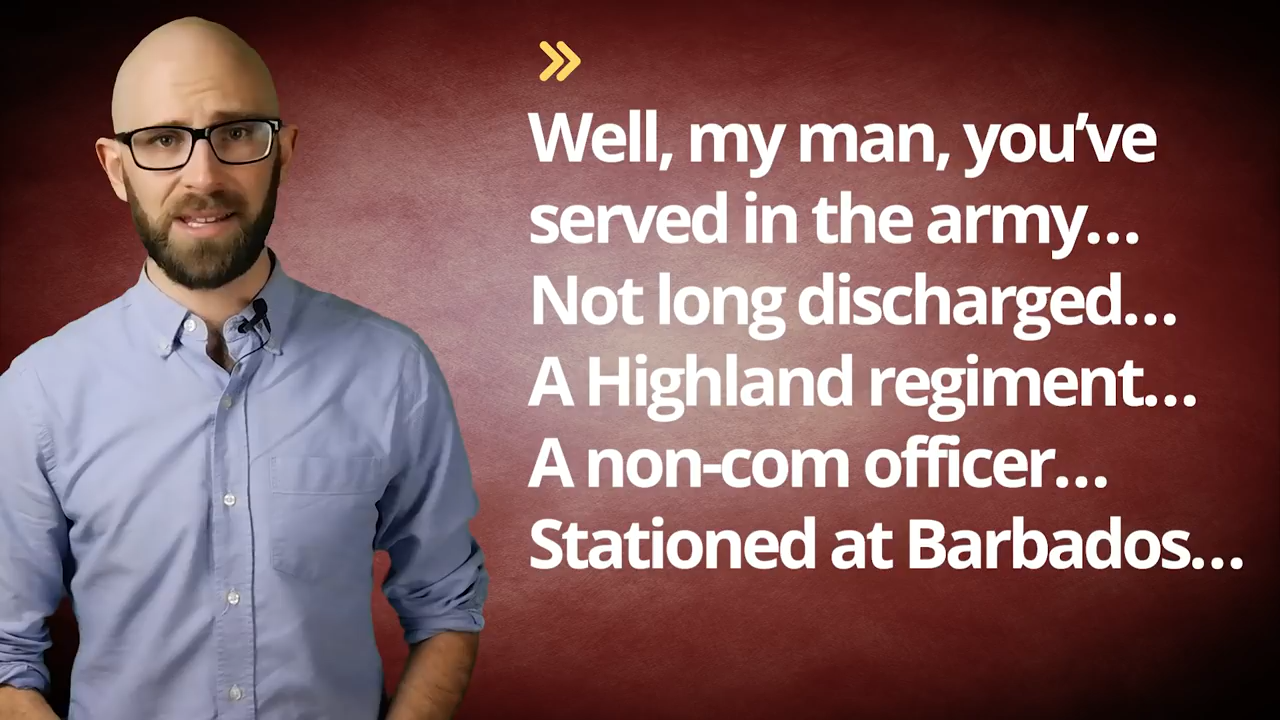 Well, my man, you’ve
served in the army...
Not long discharged...
A Highland regiment...
A non-com officer...
Stationed at Barbados...